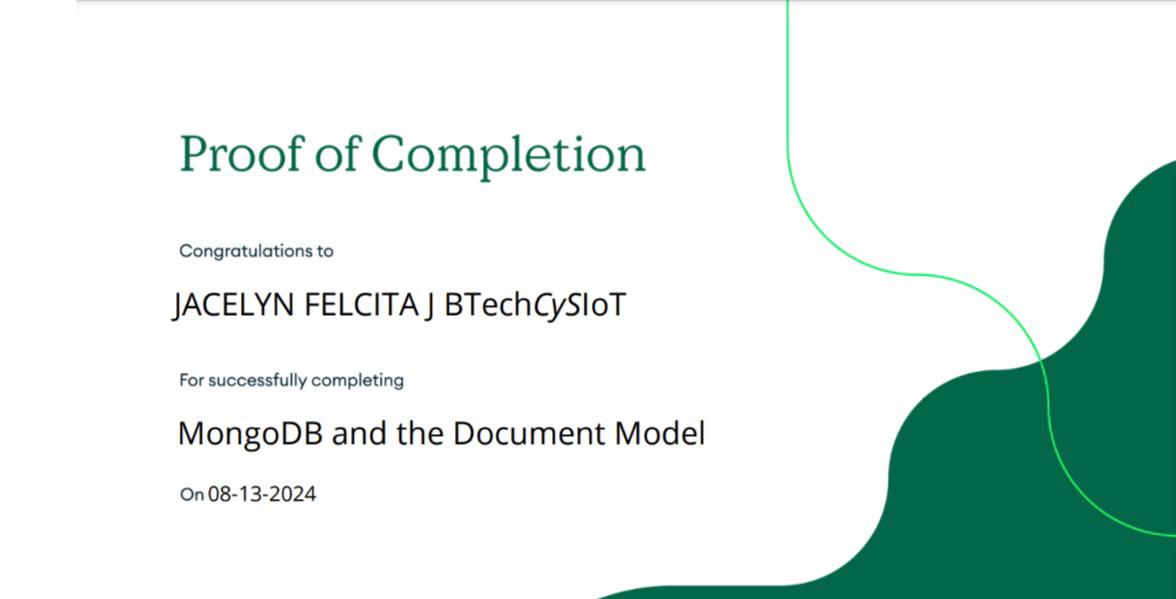 Proof of Completion
Congratulations to
JACELYN FELCITA J BTechCySIoT
For successfully completing
MongoDB and the Document Model
On 08-13-2024